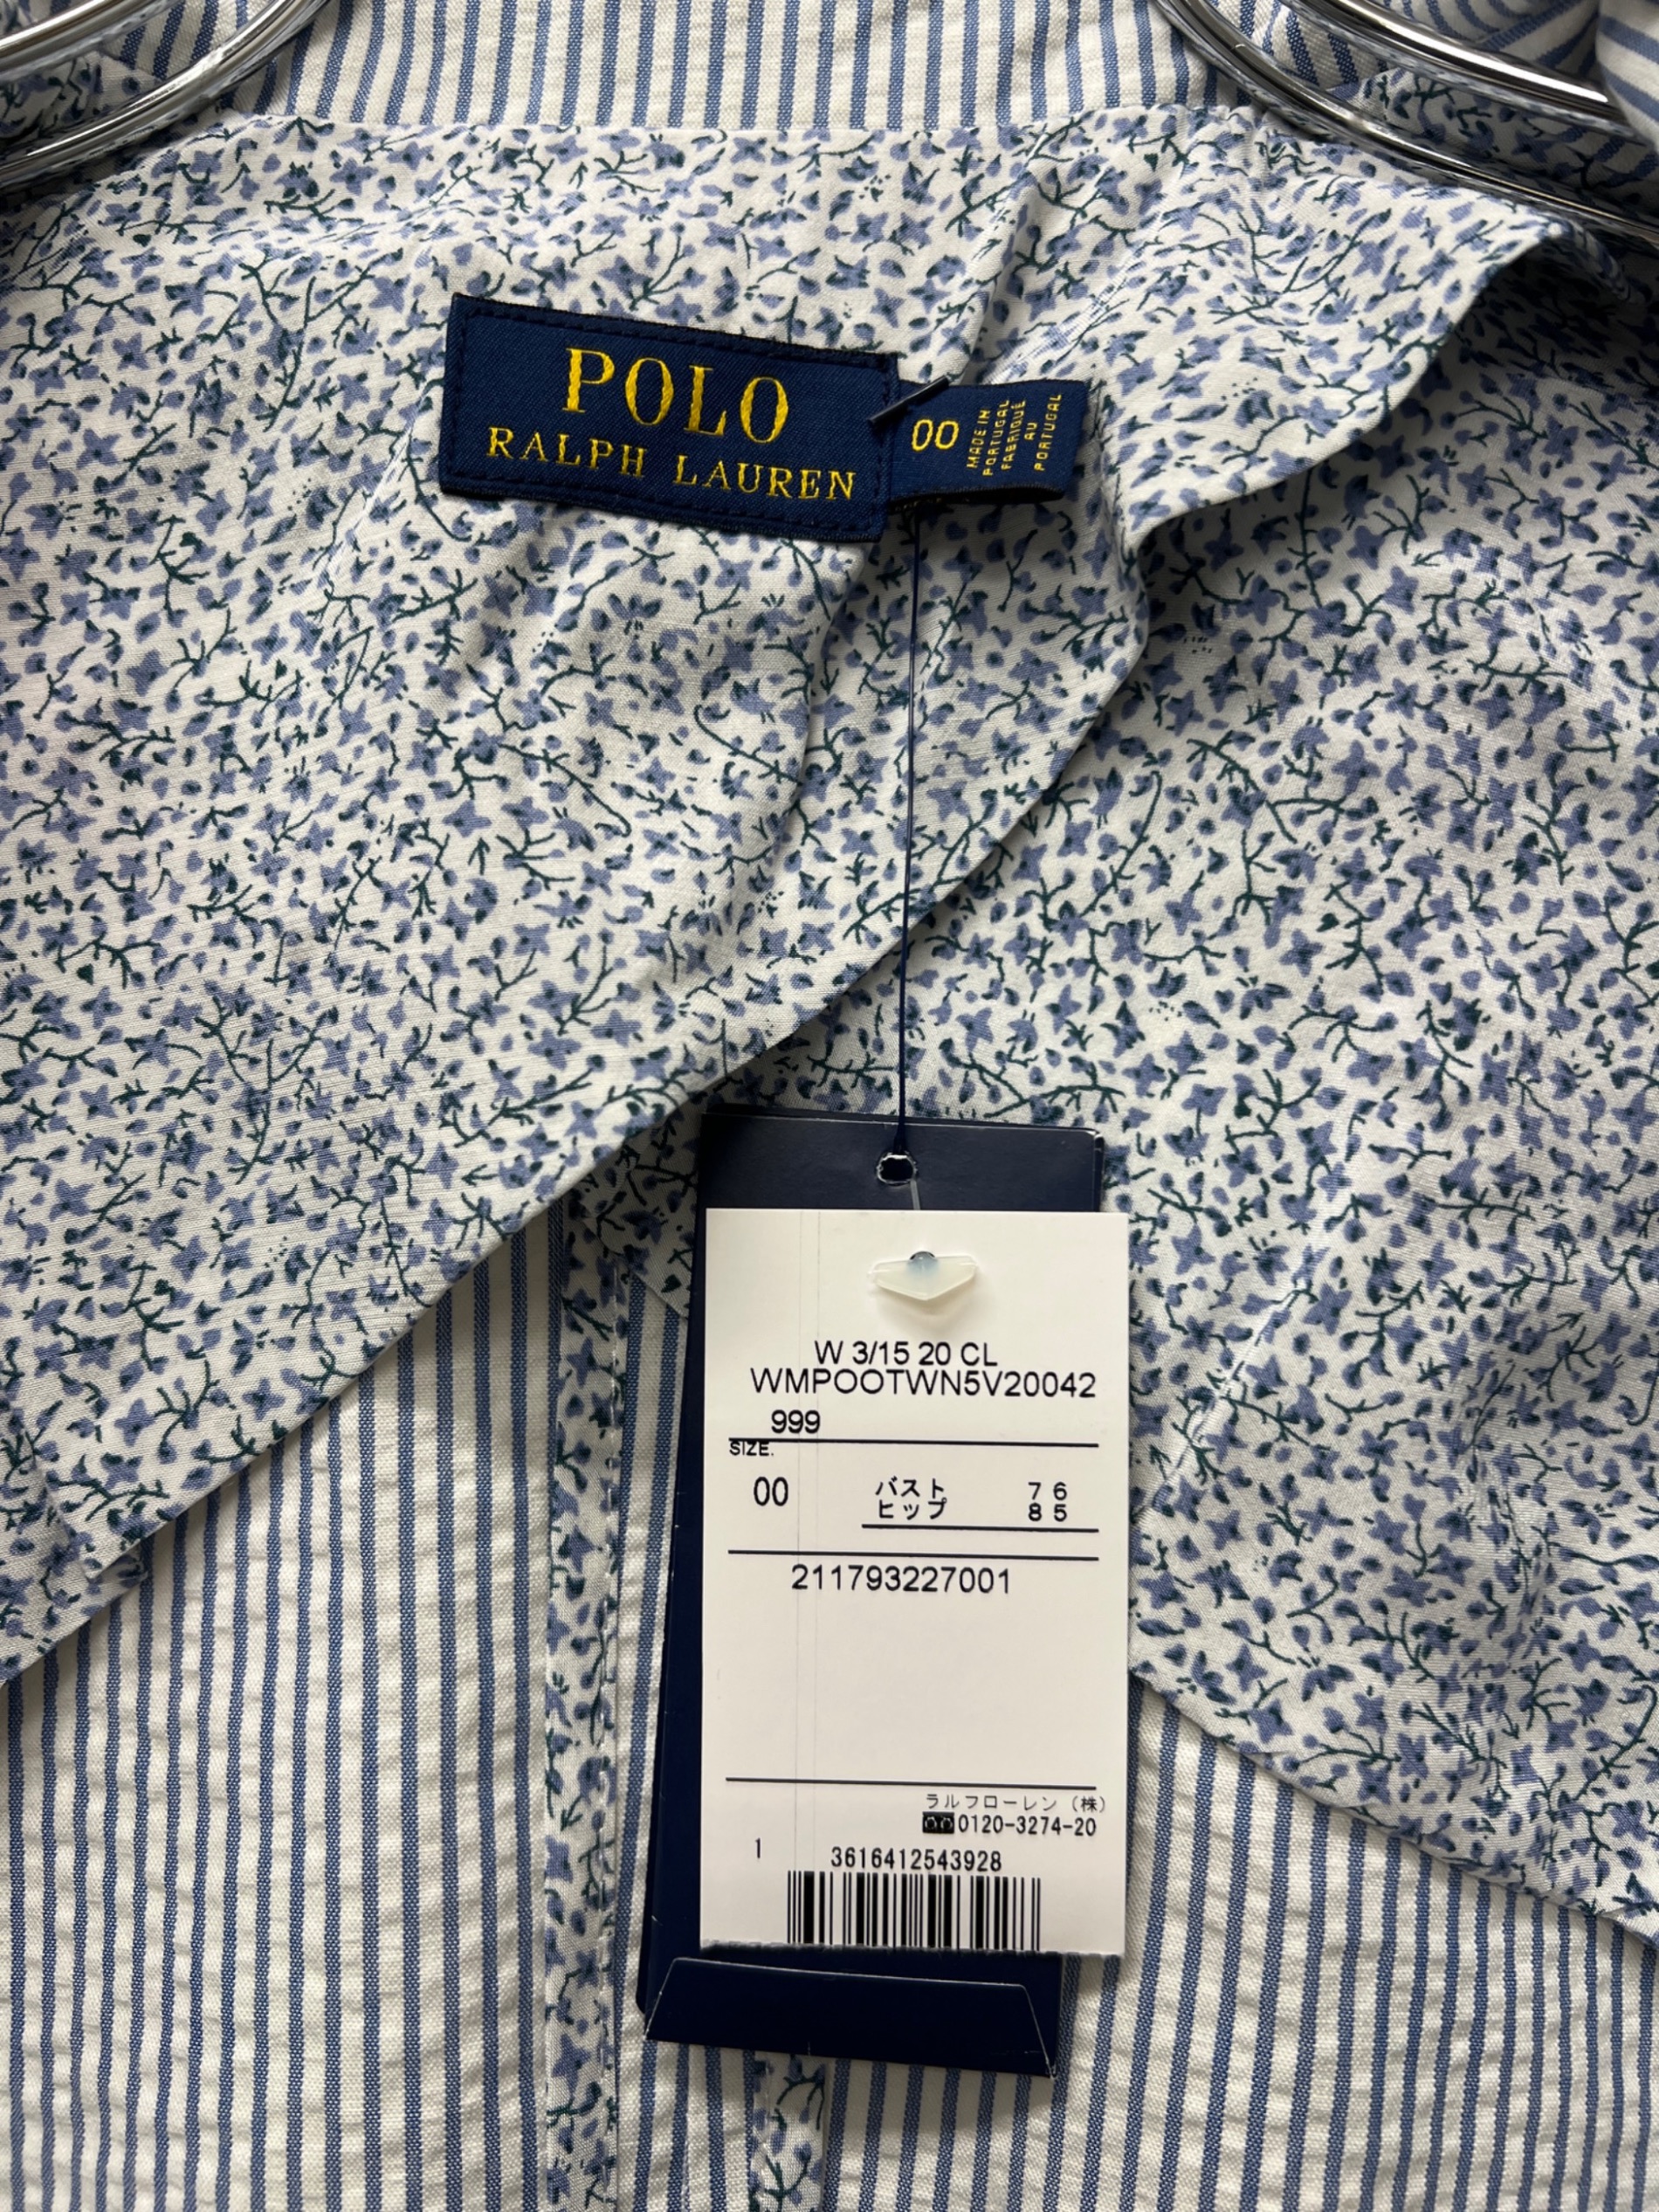 POLO
RALPH LAUREN
00
MADE IN
PORTUGAL
FABRIQUÉ
AU
PORTUGAL
W 3/15 20 CL
WMPOOTWN5V20042
999
SIZE.
00
バスト 76
ヒップ 85
211793227001
ラルフローレン（株）
0120-3274-20
1
3616412543928